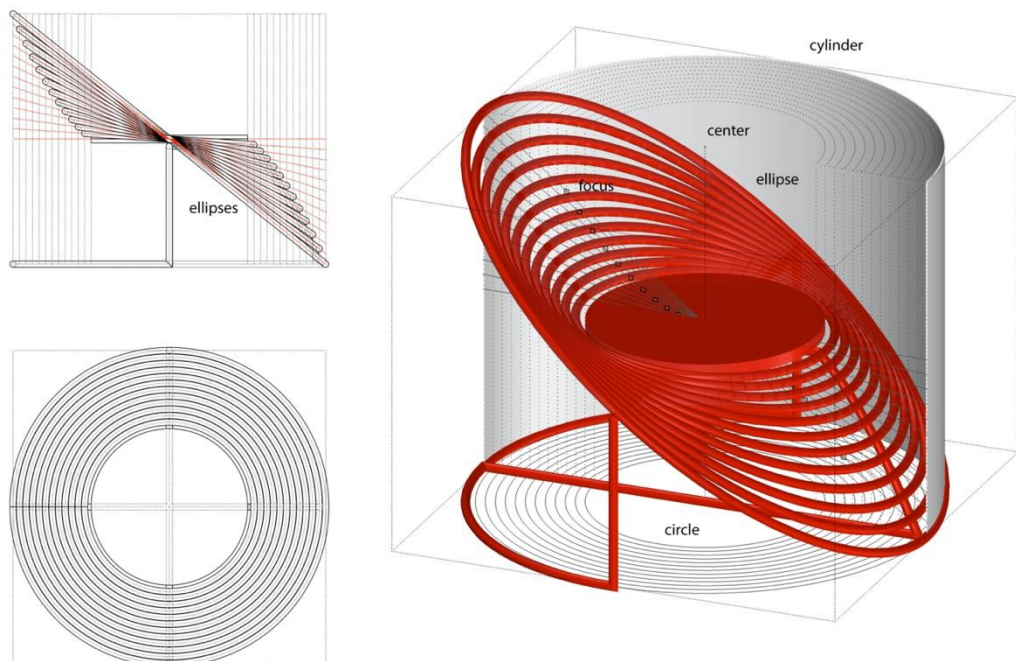 cylinder
center
ellipse
focus
ellipses
circle